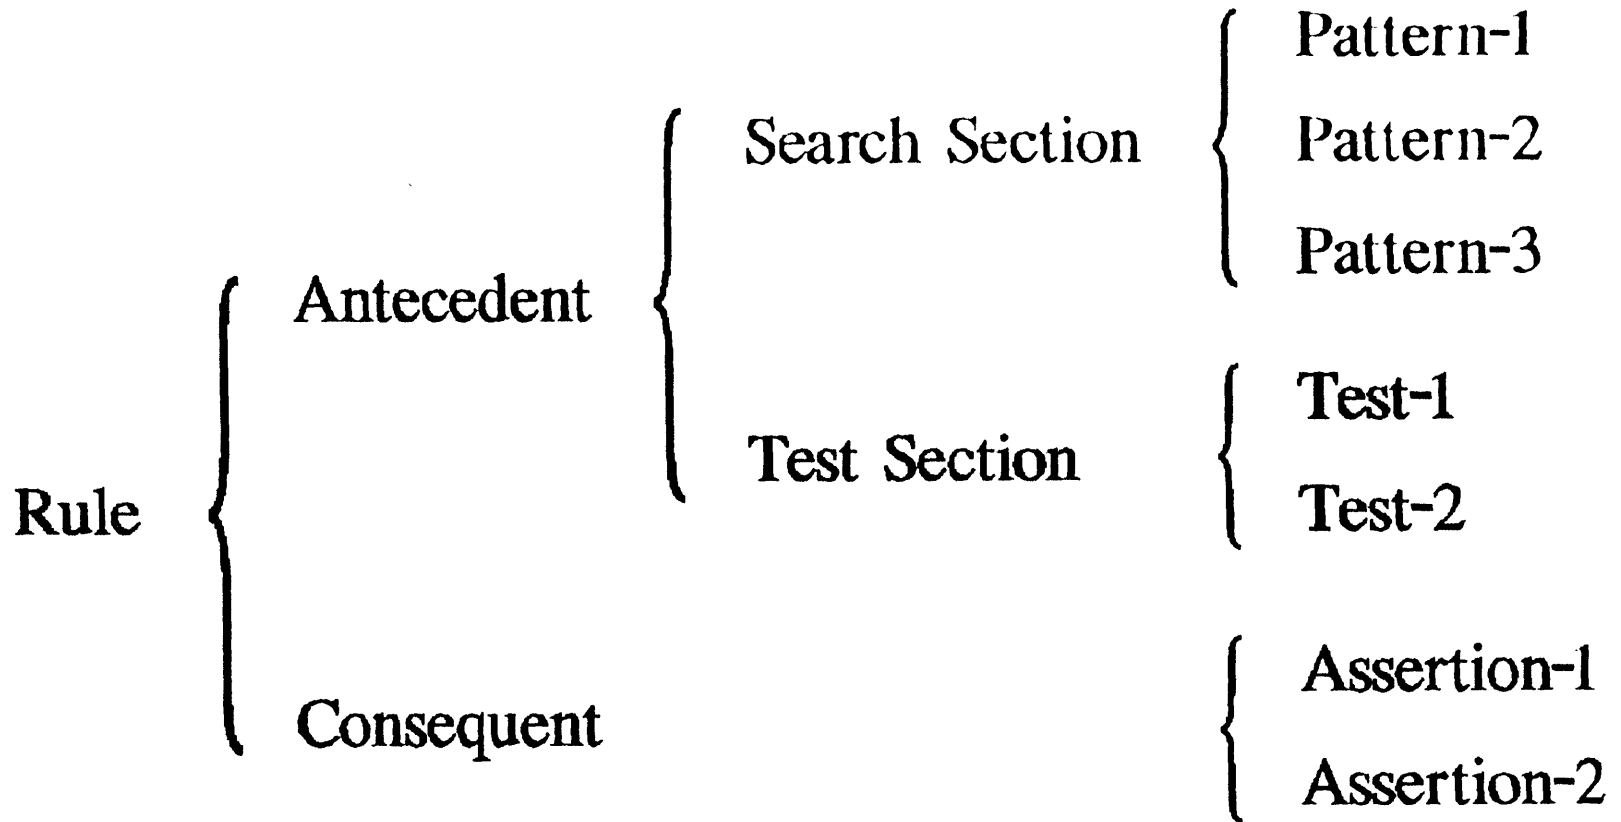 Pattern-1
Search Section
Pattern-2
Pattern-3
Antecedent
Test-1
Test Section
Test-2
Rule
Assertion-1
Consequent
Assertion-2